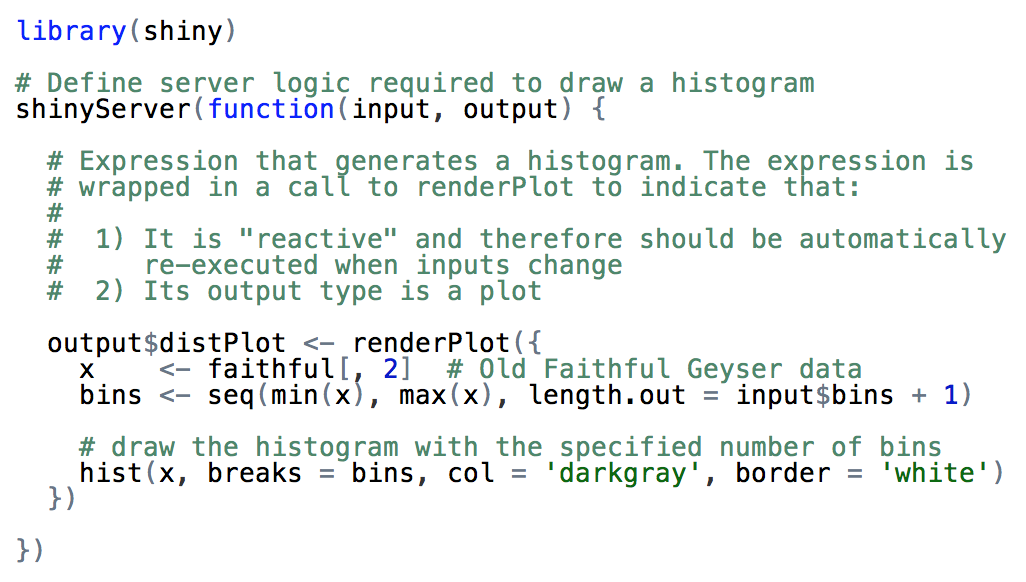 library(shiny)

# Define server logic required to draw a histogram
shinyServer(function(input, output) {

  # Expression that generates a histogram. The expression is
  # wrapped in a call to renderPlot to indicate that:
  #
  #  1) It is "reactive" and therefore should be automatically
  #     re-executed when inputs change
  #  2) Its output type is a plot

  output$distPlot <- renderPlot({
    x    <- faithful[, 2]  # Old Faithful Geyser data
    bins <- seq(min(x), max(x), length.out = input$bins + 1)

    # draw the histogram with the specified number of bins
    hist(x, breaks = bins, col = 'darkgray', border = 'white')
  })

})